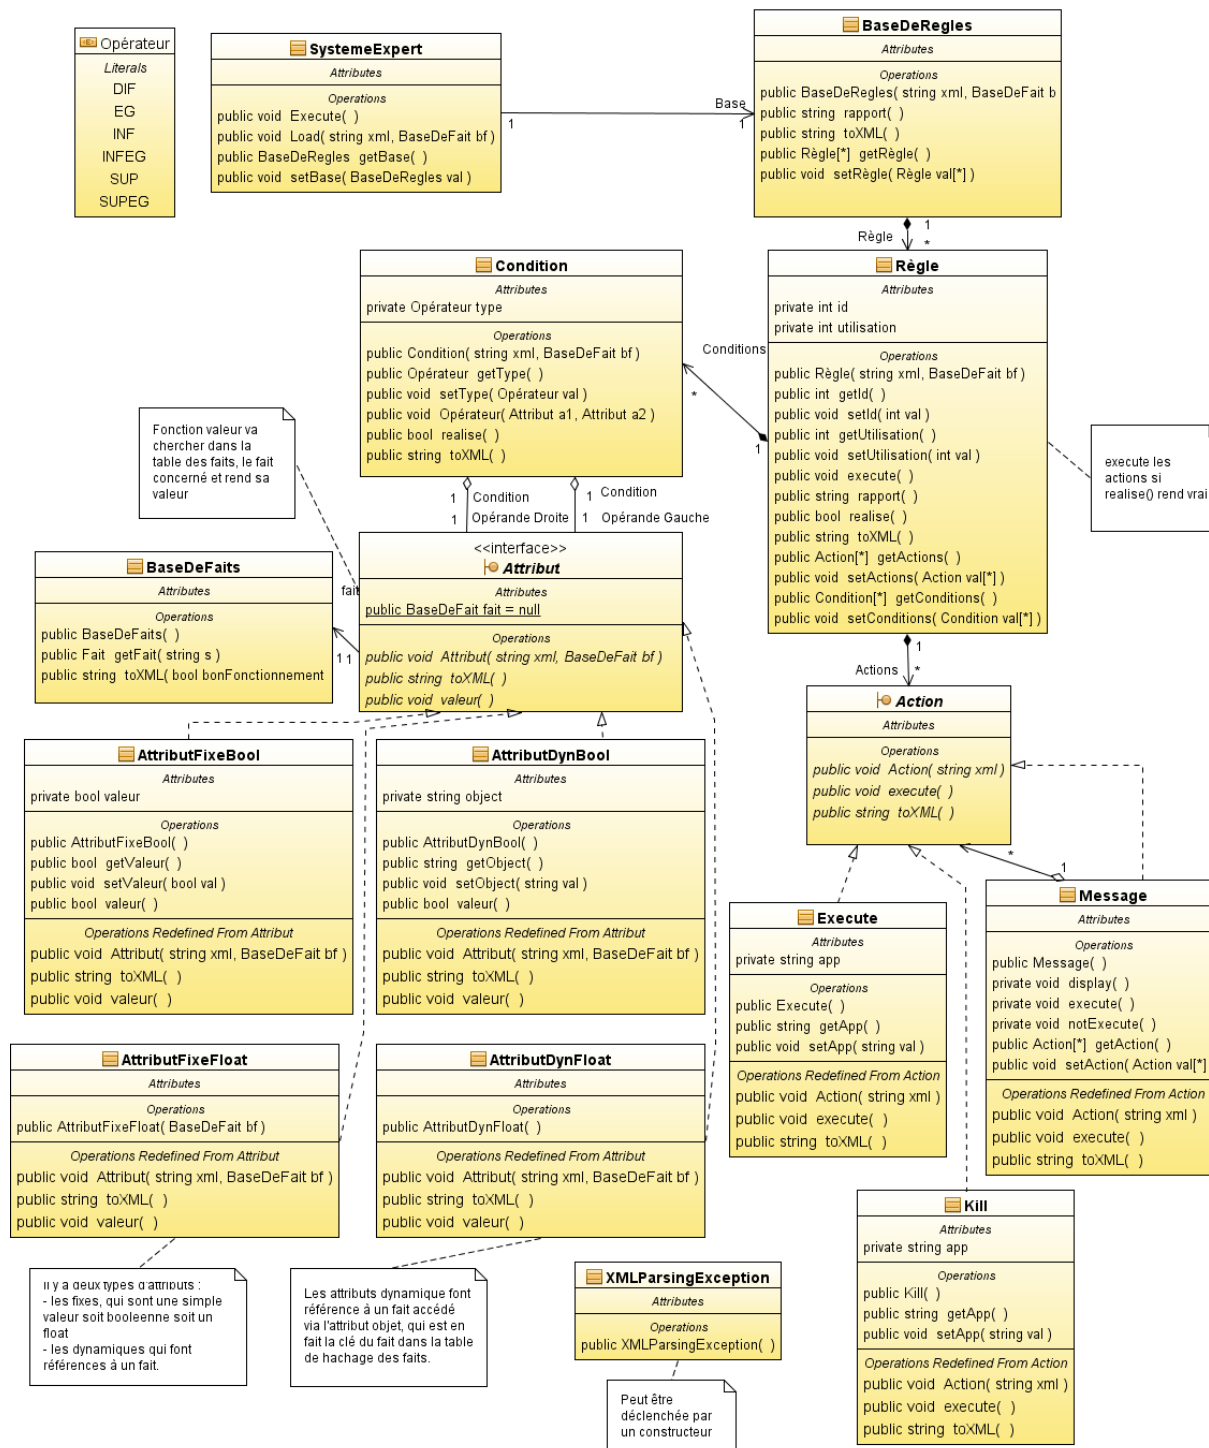 Opérateur
Literals
DIF
EG
INF
INFEG
SUP
SUPEG
SystemeExpert
Attributes
Operations
public void Execute( )
public void Load( string xml, BaseDeFait bf )
public BaseDeRegles getBase( )
public void setBase( BaseDeRegles val )
1
Base
1
BaseDeRegles
Attributes
Operations
public BaseDeRegles( string xml, BaseDeFait b
public string rapport( )
public string toXML( )
public Règle[*] getRègle( )
public void setRègle( Règle val[*] )
1
Règle
*
Condition
Attributes
private Opérateur type
Operations
public Condition( string xml, BaseDeFait bf )
public Opérateur getType( )
public void setType( Opérateur val )
public void Opérateur( Attribut a1, Attribut a2 )
public bool realise( )
public string toXML( )
Conditions
*
1
Règle
Attributes
private int id
private int utilisation
Operations
public Règle( string xml, BaseDeFait bf )
public int getId( )
public void setId( int val )
public int getUtilisation( )
public void setUtilisation( int val )
public void execute( )
public string rapport( )
public bool realise( )
public string toXML( )
public Action[*] getActions( )
public void setActions( Action val[*] )
public Condition[*] getConditions( )
public void setConditions( Condition val[*] )
execute les
actions si
realise() rend vrai
Fonction valeur va
chercher dans la
table des faits, le fait
concerné et rend sa
valeur
1 Condition
1 Opérande Droite
1 Condition
1 Opérande Gauche
<<interface>>
Attribut
Attributes
public BaseDeFait fait = null
Operations
public void Attribut( string xml, BaseDeFait bf )
public string toXML( )
public void valeur( )
fait
1
1
BaseDeFaits
Attributes
Operations
public BaseDeFaits( )
public Fait getFait( string s )
public string toXML( bool bonFonctionnement
1
Actions
*
Action
Attributes
Operations
public void Action( string xml )
public void execute( )
public string toXML( )
*
1
AttributFixeBool
Attributes
private bool valeur
Operations
public AttributFixeBool( )
public bool getValeur( )
public void setValeur( bool val )
public bool valeur( )
Operations Redefined From Attribut
public void Attribut( string xml, BaseDeFait bf )
public string toXML( )
public void valeur( )
AttributDynBool
Attributes
private string object
Operations
public AttributDynBool( )
public string getObject( )
public void setObject( string val )
public bool valeur( )
Operations Redefined From Attribut
public void Attribut( string xml, BaseDeFait bf )
public string toXML( )
public void valeur( )
Execute
Attributes
private string app
Operations
public Execute( )
public string getApp( )
public void setApp( string val )
Operations Redefined From Action
public void Action( string xml )
public void execute( )
public string toXML( )
Message
Attributes
Operations
public Message( )
private void display( )
private void execute( )
private void notExecute( )
public Action[*] getAction( )
public void setAction( Action val[*]
Operations Redefined From Action
public void Action( string xml )
public void execute( )
public string toXML( )
AttributFixeFloat
Attributes
Operations
public AttributFixeFloat( BaseDeFait bf )
Operations Redefined From Attribut
public void Attribut( string xml, BaseDeFait bf )
public string toXML( )
public void valeur( )
AttributDynFloat
Attributes
Operations
public AttributDynFloat( )
Operations Redefined From Attribut
public void Attribut( string xml, BaseDeFait bf )
public string toXML( )
public void valeur( )
Kill
Attributes
private string app
Operations
public Kill( )
public string getApp( )
public void setApp( string val )
Operations Redefined From Action
public void Action( string xml )
public void execute( )
public string toXML( )
Il y a deux types d'attributs :
- les fixes, qui sont une simple
valeur soit booleenne soit un
float
- les dynamiques qui font
références à un fait.
Les attributs dynamique font
référence à un fait accédé
via l'attribut objet, qui est en
fait la clé du fait dans la table
de hachage des faits.
XMLParsingException
Attributes
Operations
public XMLParsingException( )
Peut être
déclenchée par
un constructeur